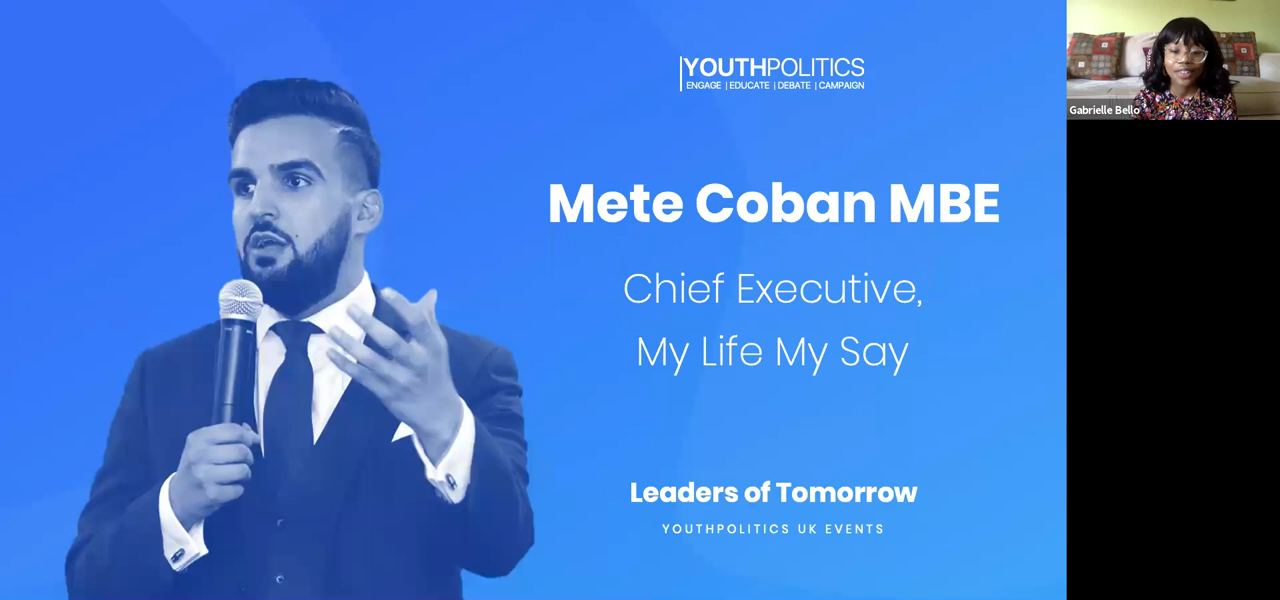 YOUTHPOLITICS
ENGAGE | EDUCATE | DEBATE | CAMPAIGN
Mete Coban MBE
Chief Executive,
My Life My Say
Leaders of Tomorrow
YOUTHPOLITICS UK EVENTS
Gabrielle Bello